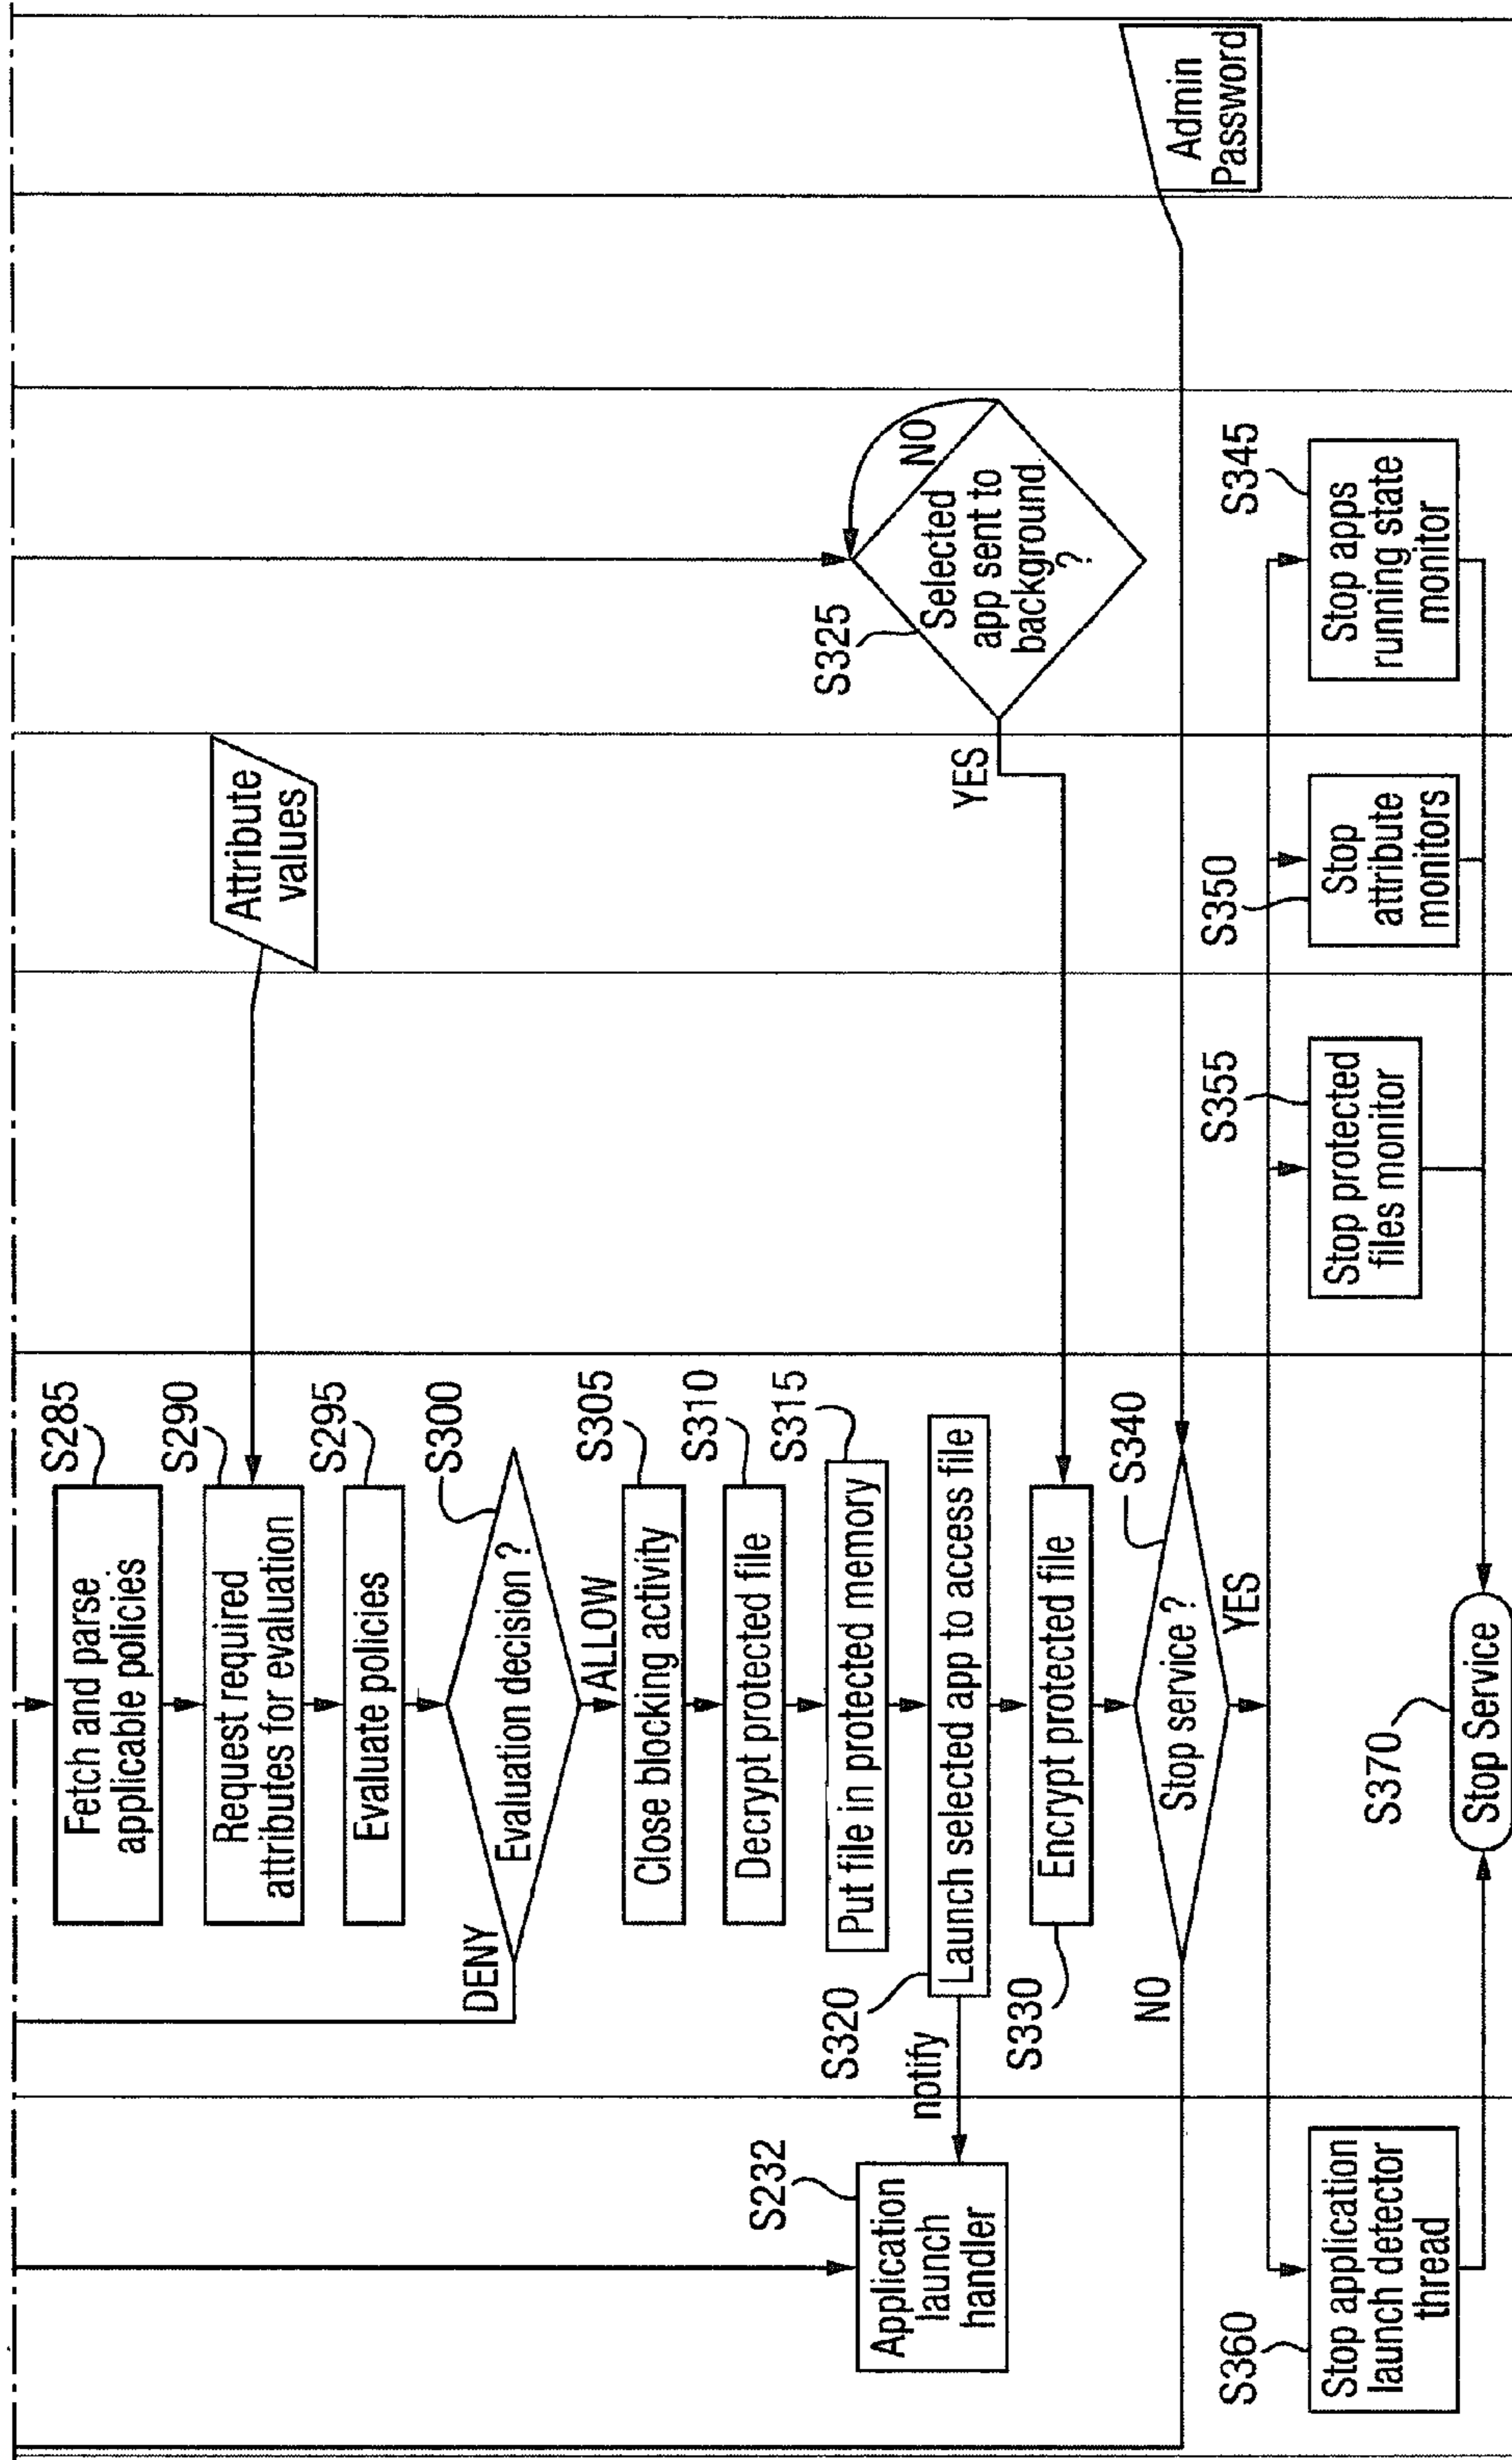 S285
Fetch and parse
applicable policies
S290
Request required
attributes for evaluation
Attribute
values
S295
Evaluate policies
S300
Evaluation decision ?
DENY
ALLOW
S305
Close blocking activity
S310
Decrypt protected file
S315
Put file in protected memory
S232
Application
launch
handler
notify
S320
Launch selected app to access file
S325
Selected
app sent to
background
?
NO
YES
S330
Encrypt protected file
Admin
Password
S340
Stop service ?
NO
YES
S360
Stop application
launch detector
thread
S355
Stop protected
files monitor
S350
Stop
attribute
monitors
S345
Stop apps
running state
monitor
S370
Stop Service